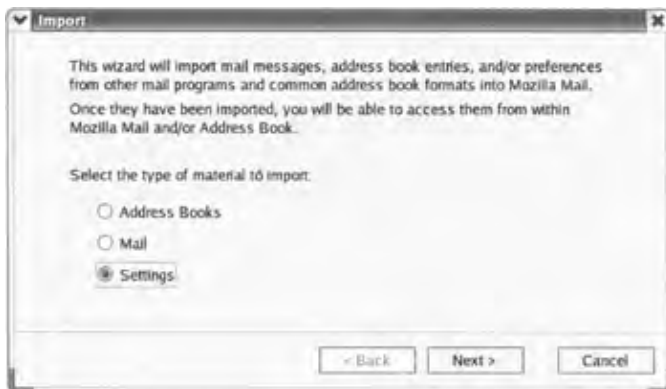 Import
This wizard will import mail messages, address book entries, and/or preferences
from other mail programs and common address book formats into Mozilla Mail.
Once they have been imported, you will be able to access them from within
Mozilla Mail and/or Address Book.
Select the type of material to import:
Address Books
Mail
Settings
< Back
Next >
Cancel